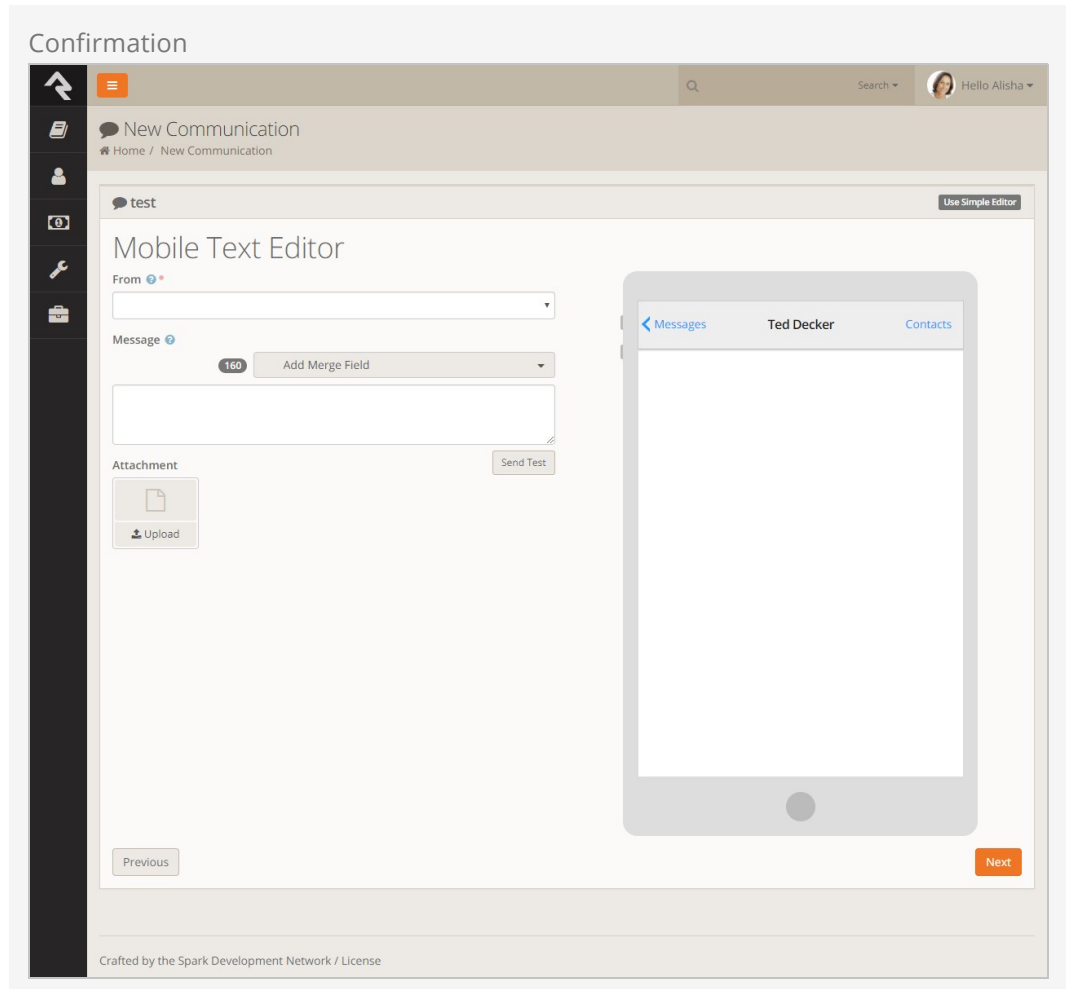 Confirmation
Search
Hello Alisha
New Communication
Home / New Communication
test
Use Simple Editor
Mobile Text Editor
From
*
Messages
Ted Decker
Contacts
Message
160
Add Merge Field
Attachment
Send Test
Upload
Previous
Next
Crafted by the Spark Development Network / License